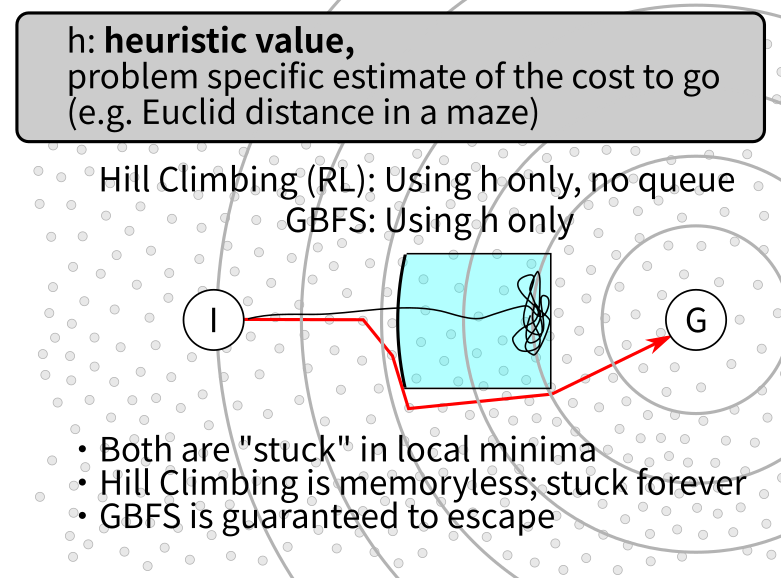 h: heuristic value,
problem specific estimate of the cost to go
(e.g. Euclid distance in a maze)
Hill Climbing (RL): Using h only, no queue
GBFS: Using h only
I
G
・Both are "stuck" in local minima
・Hill Climbing is memoryless; stuck forever
・GBFS is guaranteed to escape